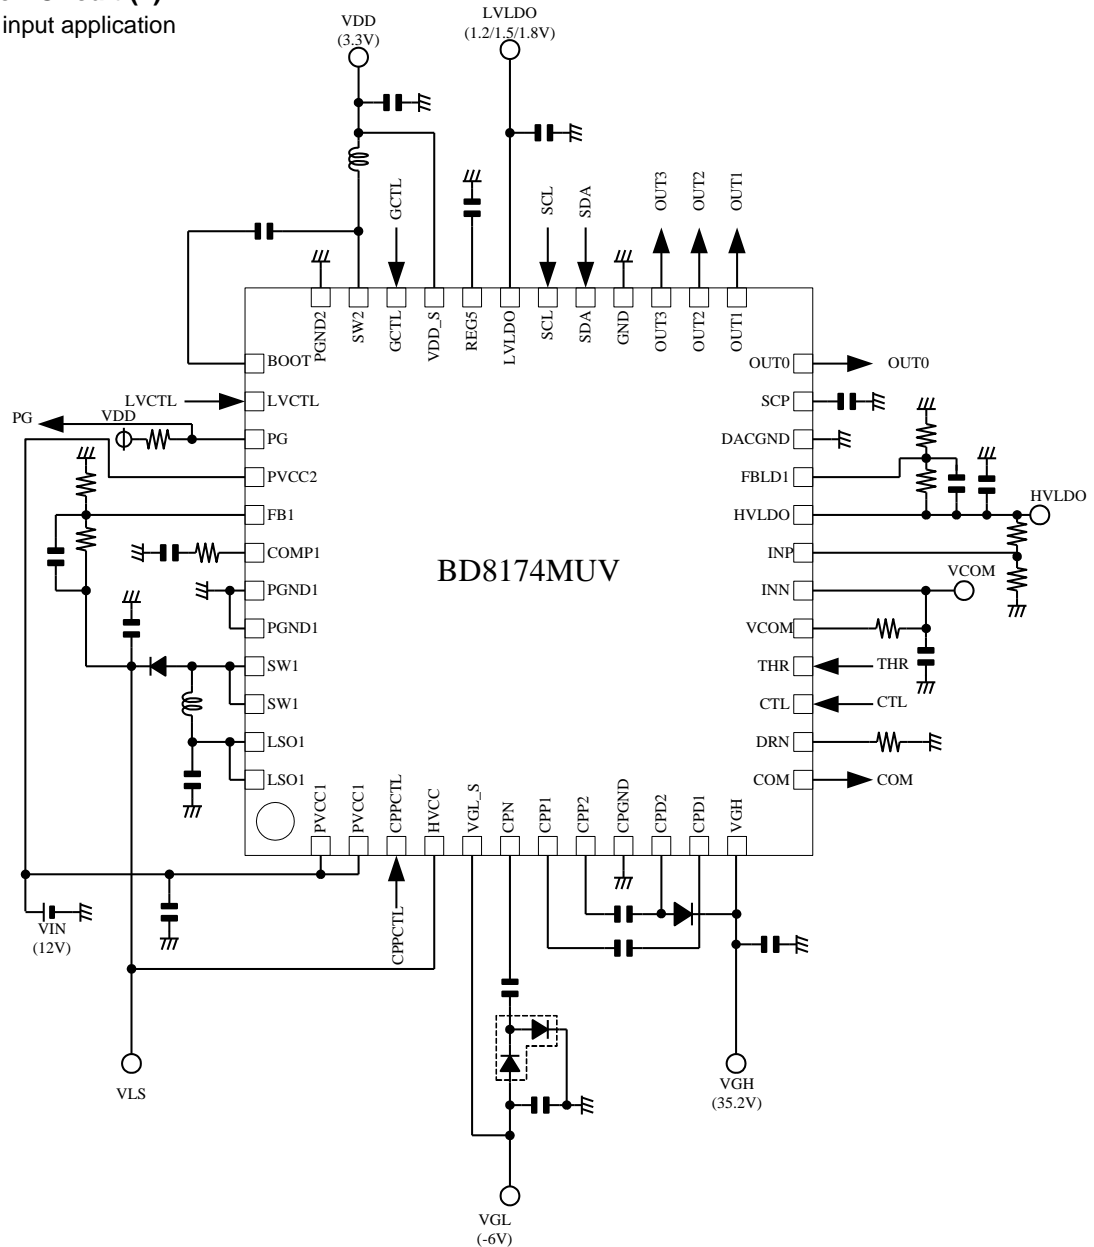 input application
VDD
(3.3V)
LVLDO
(1.2/1.5/1.8V)
GCTL
SCL
SDA
OUT3
OUT2
OUT1
PGND2
SW2
GCTL
VDD_S
REG5
LVLDO
SCL
SDA
GND
OUT3
OUT2
OUT1
BOOT
OUT0
OUT0
LVCTL
LVCTL
SCP
PG
VDD
PG
DACGND
PVCC2
FBLD1
FB1
HVLDO
HVLDO
COMP1
BD8174MUV
INP
PGND1
INN
VCOM
PGND1
VCOM
SW1
THR
THR
SW1
CTL
CTL
LSO1
DRN
LSO1
COM
COM
PVCC1
PVCC1
CPPCTL
HVCC
VGL_S
CPN
CPP1
CPP2
CPGND
CPD2
CPD1
VGH
VIN
(12V)
CPPCTL
VLS
VGH
(35.2V)
VGL
(-6V)